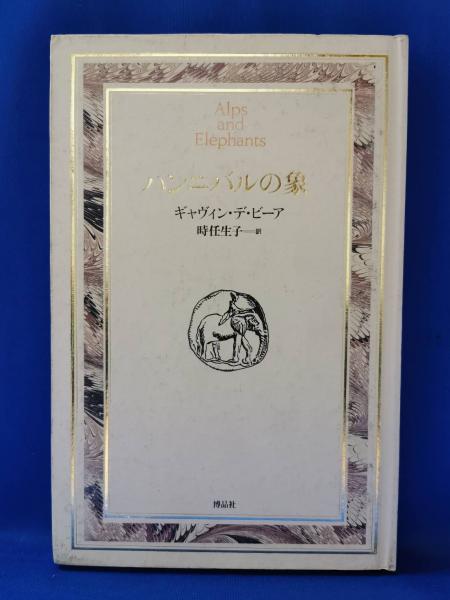 Alps
and
Elephants
ハンニバルの象
ギャヴィン・デ・ビーア
時任生子──訳
博品社